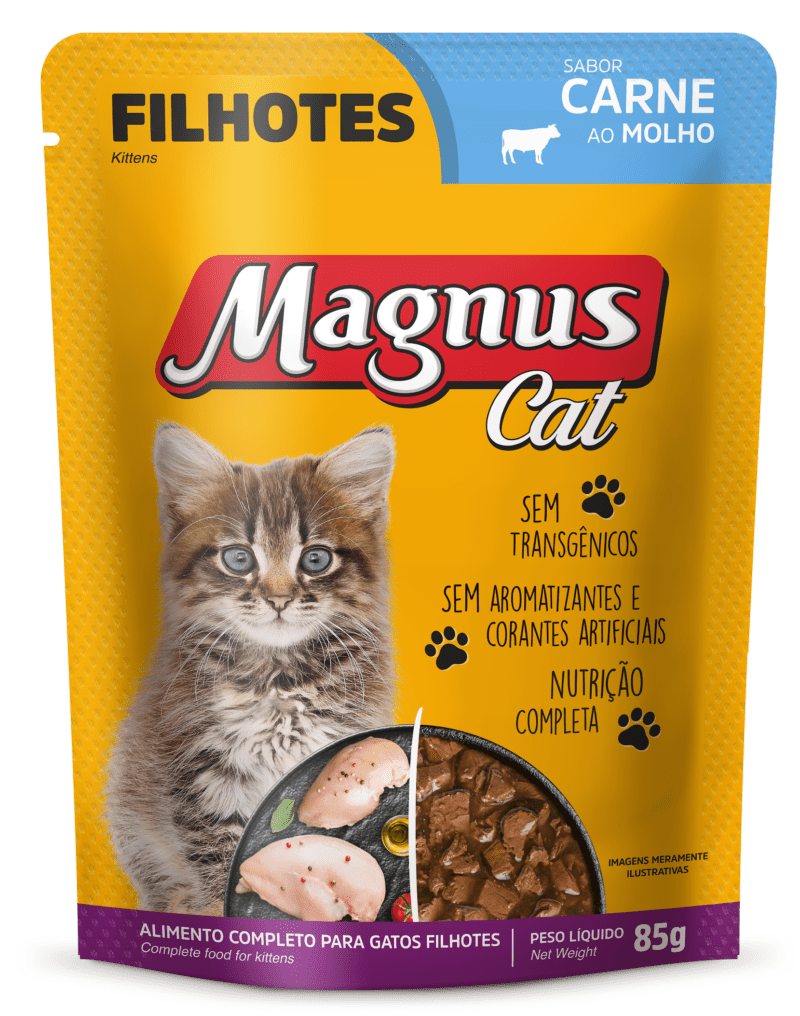 FILHOTES
Kittens
SABOR
CARNE
AO MOLHO
Magnus
Cat
SEM
TRANSGÊNICOS
SEM AROMATIZANTES E
CORANTES ARTIFICIAIS
NUTRIÇÃO
COMPLETA
IMAGENS MERAMENTE
ILUSTRATIVAS
ALIMENTO COMPLETO PARA GATOS FILHOTES
Complete food for kittens
PESO LÍQUIDO
Net Weight
85g